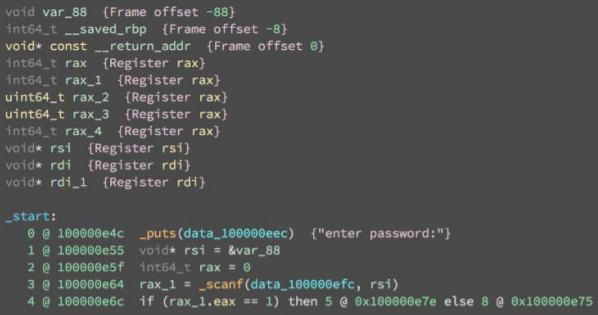 void var_88 {Frame offset -88}
int64_t __saved_rbp {Frame offset -8}
void* const __return_addr {Frame offset 0}
int64_t rax {Register rax}
int64_t rax_1 {Register rax}
uint64_t rax_2 {Register rax}
uint64_t rax_3 {Register rax}
int64_t rax_4 {Register rax}
void* rsi {Register rsi}
void* rdi {Register rdi}
void* rdi_1 {Register rdi}
_start:
0 @ 100000e4c _puts(data_100000eec) {"enter password:"}
1 @ 100000e55 void* rsi = &var_88
2 @ 100000e5f int64_t rax = 0
3 @ 100000e64 rax_1 = _scanf(data_100000efc, rsi)
4 @ 100000e6c if (rax_1.eax == 1) then 5 @ 0x100000e7e else 8 @ 0x100000e75